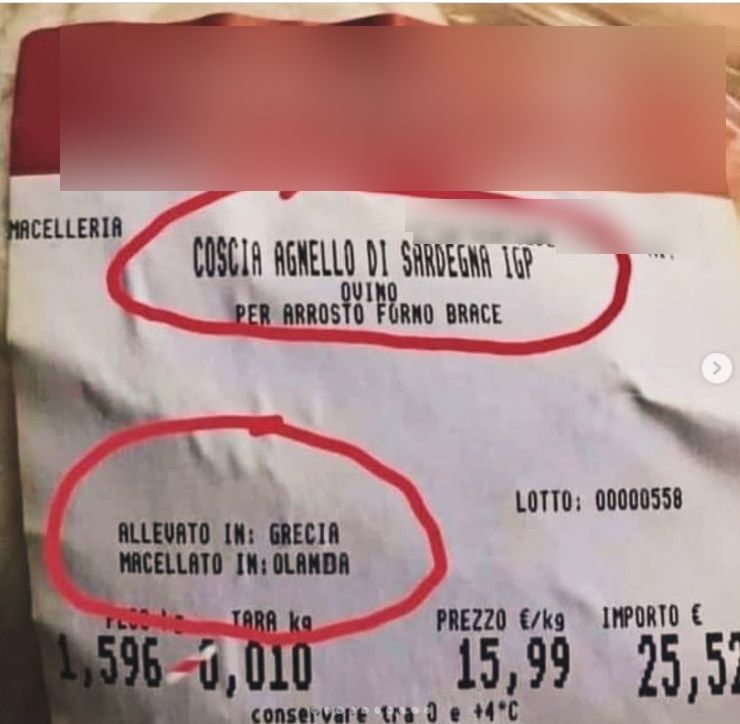 MACELLERIA
COSCIA AGNELLO DI SARDEGNA IGP
OVINO
PER ARROSTO FORNO BRACE
LOTTO: 00000558
ALLEVATO IN: GRECIA
MACELLATO IN: OLANDA
TARA kg PREZZO €/kg IMPORTO €
1,596 0,010 15,99 25,52
conservare tra 0 e +4°C